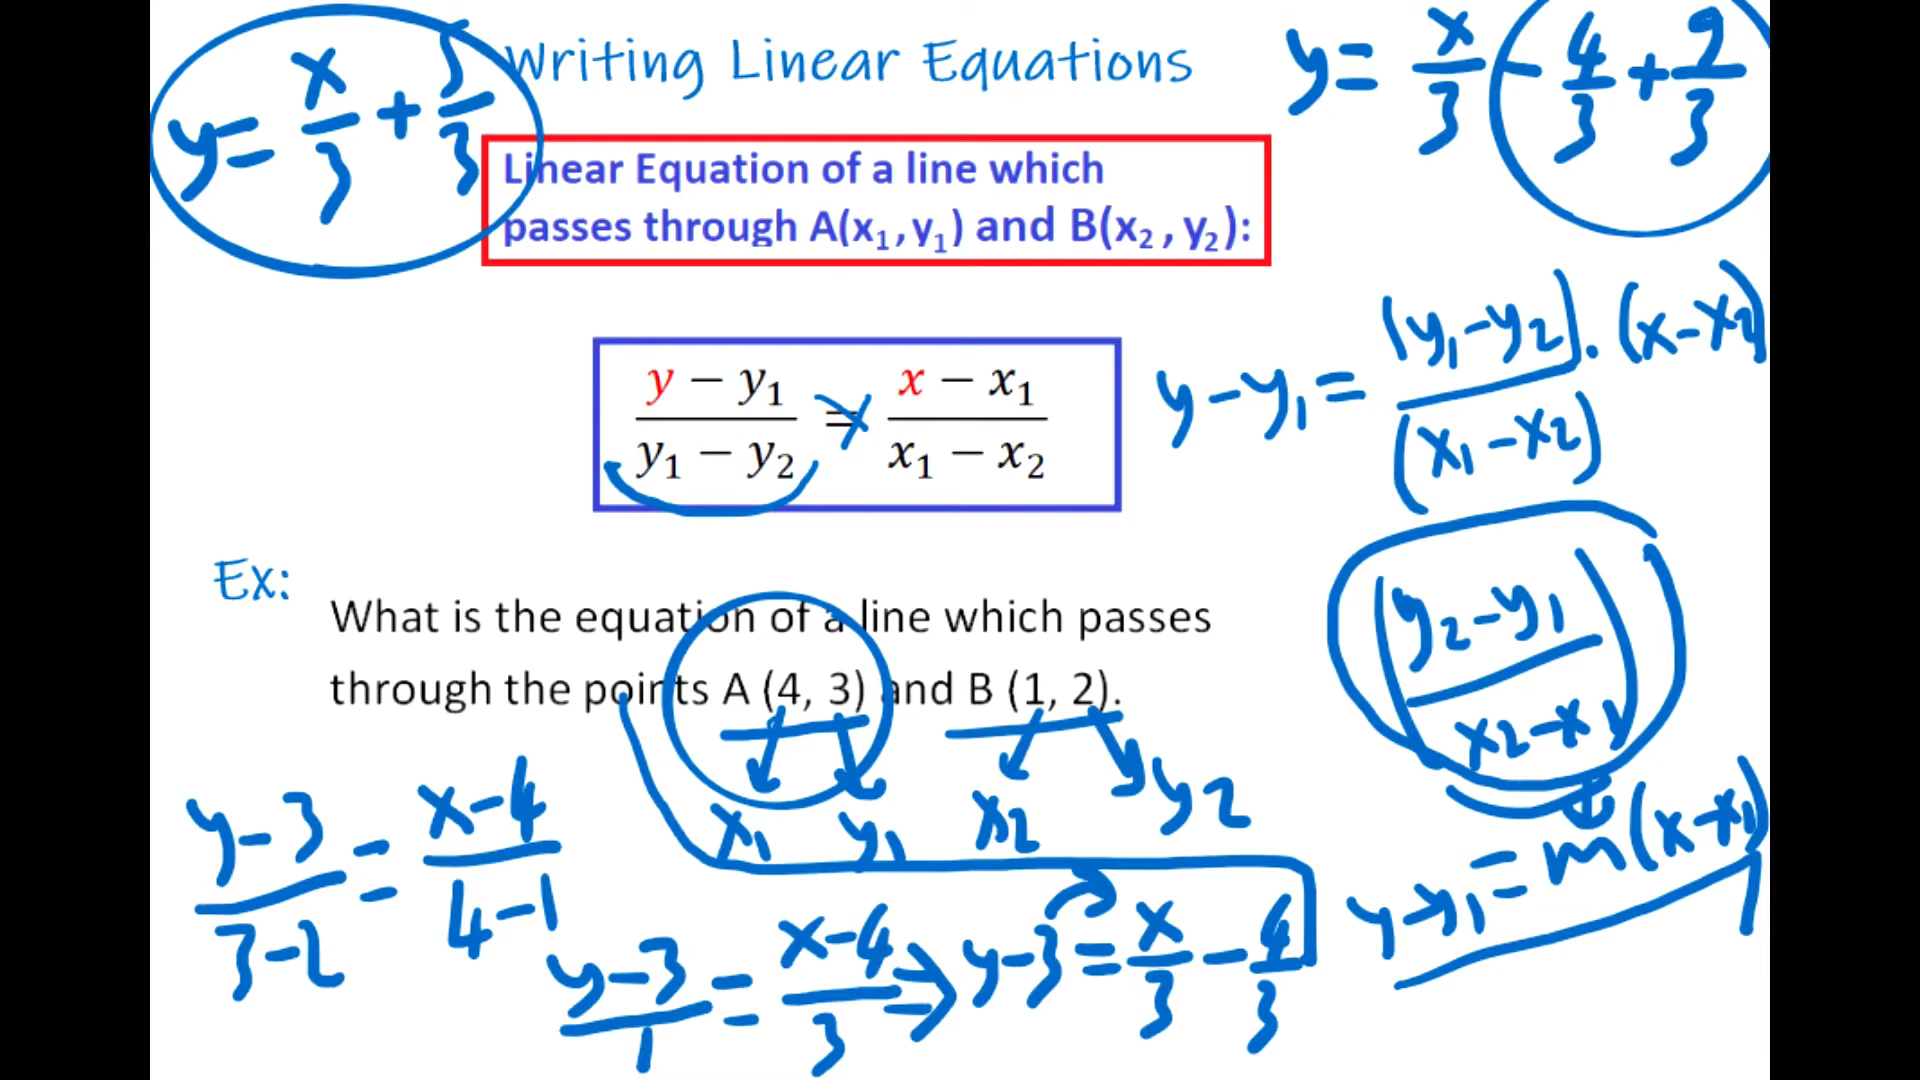 Writing Linear Equations
y = x/3 + 5/3
y = x/3 - 4/3 + 9/3
Linear Equation of a line which
passes through A(x₁,y₁) and B(x₂,y₂):
(y - y₁)/(y₁ - y₂) = (x - x₁)/(x₁ - x₂)
y - y₁ = (y₁-y₂).(x-x₂)/(x₁-x₂)
Ex:
What is the equation of a line which passes
through the points A (4, 3) and B (1, 2).
(y₂-y₁)/(x₂-x₁)
x₁ y₁ x₂ y₂
y-y₁ = m(x-x₁)
(y-3)/(3-2) = (x-4)/(4-1)
(y-3)/1 = (x-4)/3 ⇒ y-3 = x/3 - 4/3